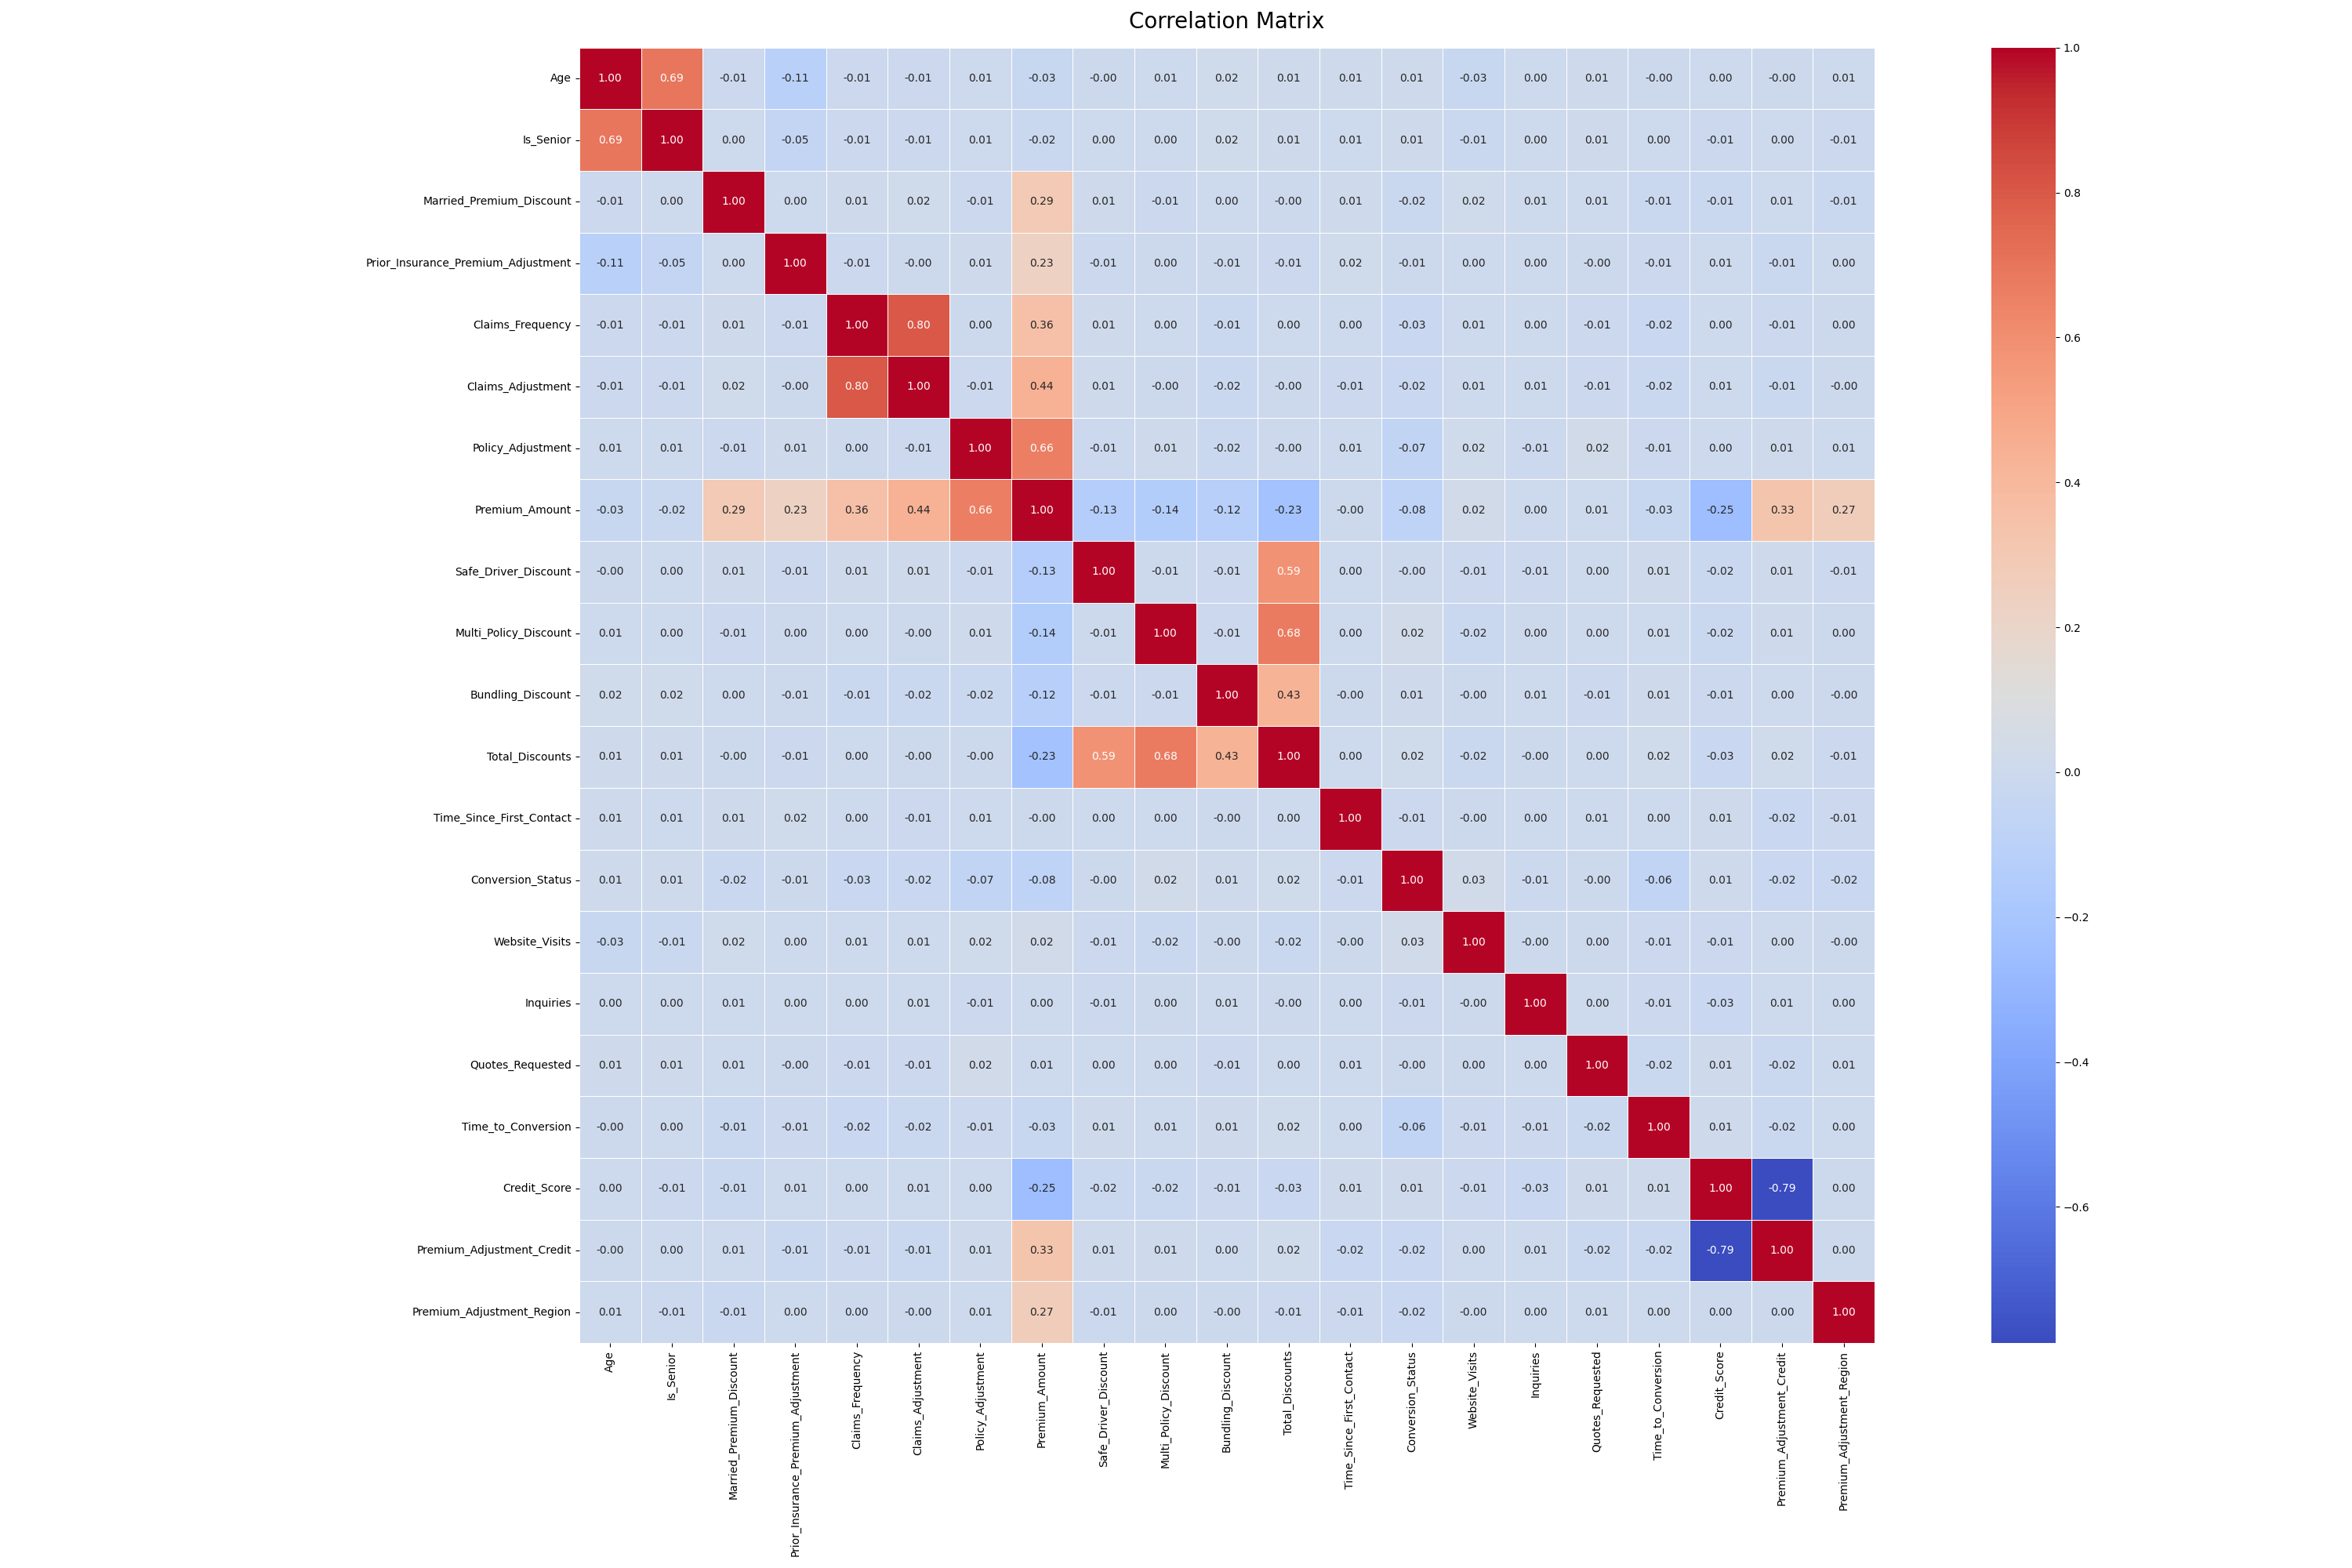 Correlation Matrix
Age 1.00 0.69 -0.01 -0.11 -0.01 -0.01 0.01 -0.03 -0.00 0.01 0.02 0.01 0.01 0.01 -0.03 0.00 0.01 -0.00 0.00 -0.00 0.01
Is_Senior 0.69 1.00 0.00 -0.05 -0.01 -0.01 0.01 -0.02 0.00 0.00 0.02 0.01 0.01 0.01 -0.01 0.00 0.01 0.00 -0.01 0.00 -0.01
Married_Premium_Discount -0.01 0.00 1.00 0.00 0.01 0.02 -0.01 0.29 0.01 -0.01 0.00 -0.00 0.01 -0.02 0.02 0.01 0.01 -0.01 -0.01 0.01 -0.01
Prior_Insurance_Premium_Adjustment -0.11 -0.05 0.00 1.00 -0.01 -0.00 0.01 0.23 -0.01 0.00 -0.01 -0.01 0.02 -0.01 0.00 0.00 -0.00 -0.01 0.01 -0.01 0.00
Claims_Frequency -0.01 -0.01 0.01 -0.01 1.00 0.80 0.00 0.36 0.01 0.00 -0.01 0.00 0.00 -0.03 0.01 0.00 -0.01 -0.02 0.00 -0.01 0.00
Claims_Adjustment -0.01 -0.01 0.02 -0.00 0.80 1.00 -0.01 0.44 0.01 -0.00 -0.02 -0.00 -0.01 -0.02 0.01 0.01 -0.01 -0.02 0.01 -0.01 -0.00
Policy_Adjustment 0.01 0.01 -0.01 0.01 0.00 -0.01 1.00 0.66 -0.01 0.01 -0.02 -0.00 0.01 -0.07 0.02 -0.01 0.02 -0.01 0.00 0.01 0.01
Premium_Amount -0.03 -0.02 0.29 0.23 0.36 0.44 0.66 1.00 -0.13 -0.14 -0.12 -0.23 -0.00 -0.08 0.02 0.00 0.01 -0.03 -0.25 0.33 0.27
Safe_Driver_Discount -0.00 0.00 0.01 -0.01 0.01 0.01 -0.01 -0.13 1.00 -0.01 -0.01 0.59 0.00 -0.00 -0.01 -0.01 0.00 0.01 -0.02 0.01 -0.01
Multi_Policy_Discount 0.01 0.00 -0.01 0.00 0.00 -0.00 0.01 -0.14 -0.01 1.00 -0.01 0.68 0.00 0.02 -0.02 0.00 0.00 0.01 -0.02 0.01 0.00
Bundling_Discount 0.02 0.02 0.00 -0.01 -0.01 -0.02 -0.02 -0.12 -0.01 -0.01 1.00 0.43 -0.00 0.01 -0.00 0.01 -0.01 0.01 -0.01 0.00 -0.00
Total_Discounts 0.01 0.01 -0.00 -0.01 0.00 -0.00 -0.00 -0.23 0.59 0.68 0.43 1.00 0.00 0.02 -0.02 -0.00 0.00 0.02 -0.03 0.02 -0.01
Time_Since_First_Contact 0.01 0.01 0.01 0.02 0.00 -0.01 0.01 -0.00 0.00 0.00 -0.00 0.00 1.00 -0.01 -0.00 0.00 0.01 0.00 0.01 -0.02 -0.01
Conversion_Status 0.01 0.01 -0.02 -0.01 -0.03 -0.02 -0.07 -0.08 -0.00 0.02 0.01 0.02 -0.01 1.00 0.03 -0.01 -0.00 -0.06 0.01 -0.02 -0.02
Website_Visits -0.03 -0.01 0.02 0.00 0.01 0.01 0.02 0.02 -0.01 -0.02 -0.00 -0.02 -0.00 0.03 1.00 -0.00 0.00 -0.01 -0.01 0.00 -0.00
Inquiries 0.00 0.00 0.01 0.00 0.00 0.01 -0.01 0.00 -0.01 0.00 0.01 -0.00 0.00 -0.01 -0.00 1.00 0.00 -0.01 -0.03 0.01 0.00
Quotes_Requested 0.01 0.01 0.01 -0.00 -0.01 -0.01 0.02 0.01 0.00 0.00 -0.01 0.00 0.01 -0.00 0.00 0.00 1.00 -0.02 0.01 -0.02 0.01
Time_to_Conversion -0.00 0.00 -0.01 -0.01 -0.02 -0.02 -0.01 -0.03 0.01 0.01 0.01 0.02 0.00 -0.06 -0.01 -0.01 -0.02 1.00 0.01 -0.02 0.00
Credit_Score 0.00 -0.01 -0.01 0.01 0.00 0.01 0.00 -0.25 -0.02 -0.02 -0.01 -0.03 0.01 0.01 -0.01 -0.03 0.01 0.01 1.00 -0.79 0.00
Premium_Adjustment_Credit -0.00 0.00 0.01 -0.01 -0.01 -0.01 0.01 0.33 0.01 0.01 0.00 0.02 -0.02 -0.02 0.00 0.01 -0.02 -0.02 -0.79 1.00 0.00
Premium_Adjustment_Region 0.01 -0.01 -0.01 0.00 0.00 -0.00 0.01 0.27 -0.01 0.00 -0.00 -0.01 -0.01 -0.02 -0.00 0.00 0.01 0.00 0.00 0.00 1.00
Age
Is_Senior
Married_Premium_Discount
Prior_Insurance_Premium_Adjustment
Claims_Frequency
Claims_Adjustment
Policy_Adjustment
Premium_Amount
Safe_Driver_Discount
Multi_Policy_Discount
Bundling_Discount
Total_Discounts
Time_Since_First_Contact
Conversion_Status
Website_Visits
Inquiries
Quotes_Requested
Time_to_Conversion
Credit_Score
Premium_Adjustment_Credit
Premium_Adjustment_Region
1.0
0.8
0.6
0.4
0.2
0.0
−0.2
−0.4
−0.6